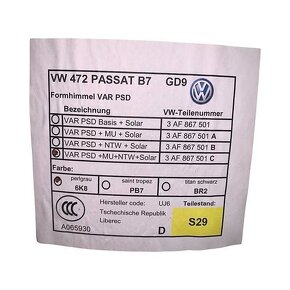 VW 472 PASSAT B7 GD9
Formhimmel VAR PSD
Bezeichnung VW-Teilenummer
VAR PSD Basis + Solar 3 AF 867 501
VAR PSD + MU + Solar 3 AF 867 501 A
VAR PSD + NTW + Solar 3 AF 867 501 B
VAR PSD +MU+NTW+Solar 3 AF 867 501 C
Farbe:
perlgrau saint tropez titan schwarz
6K8 PB7 BR2
Hersteller code: UJ6 Teilestand:
Tschechische Republik
Liberec D S29
A065930